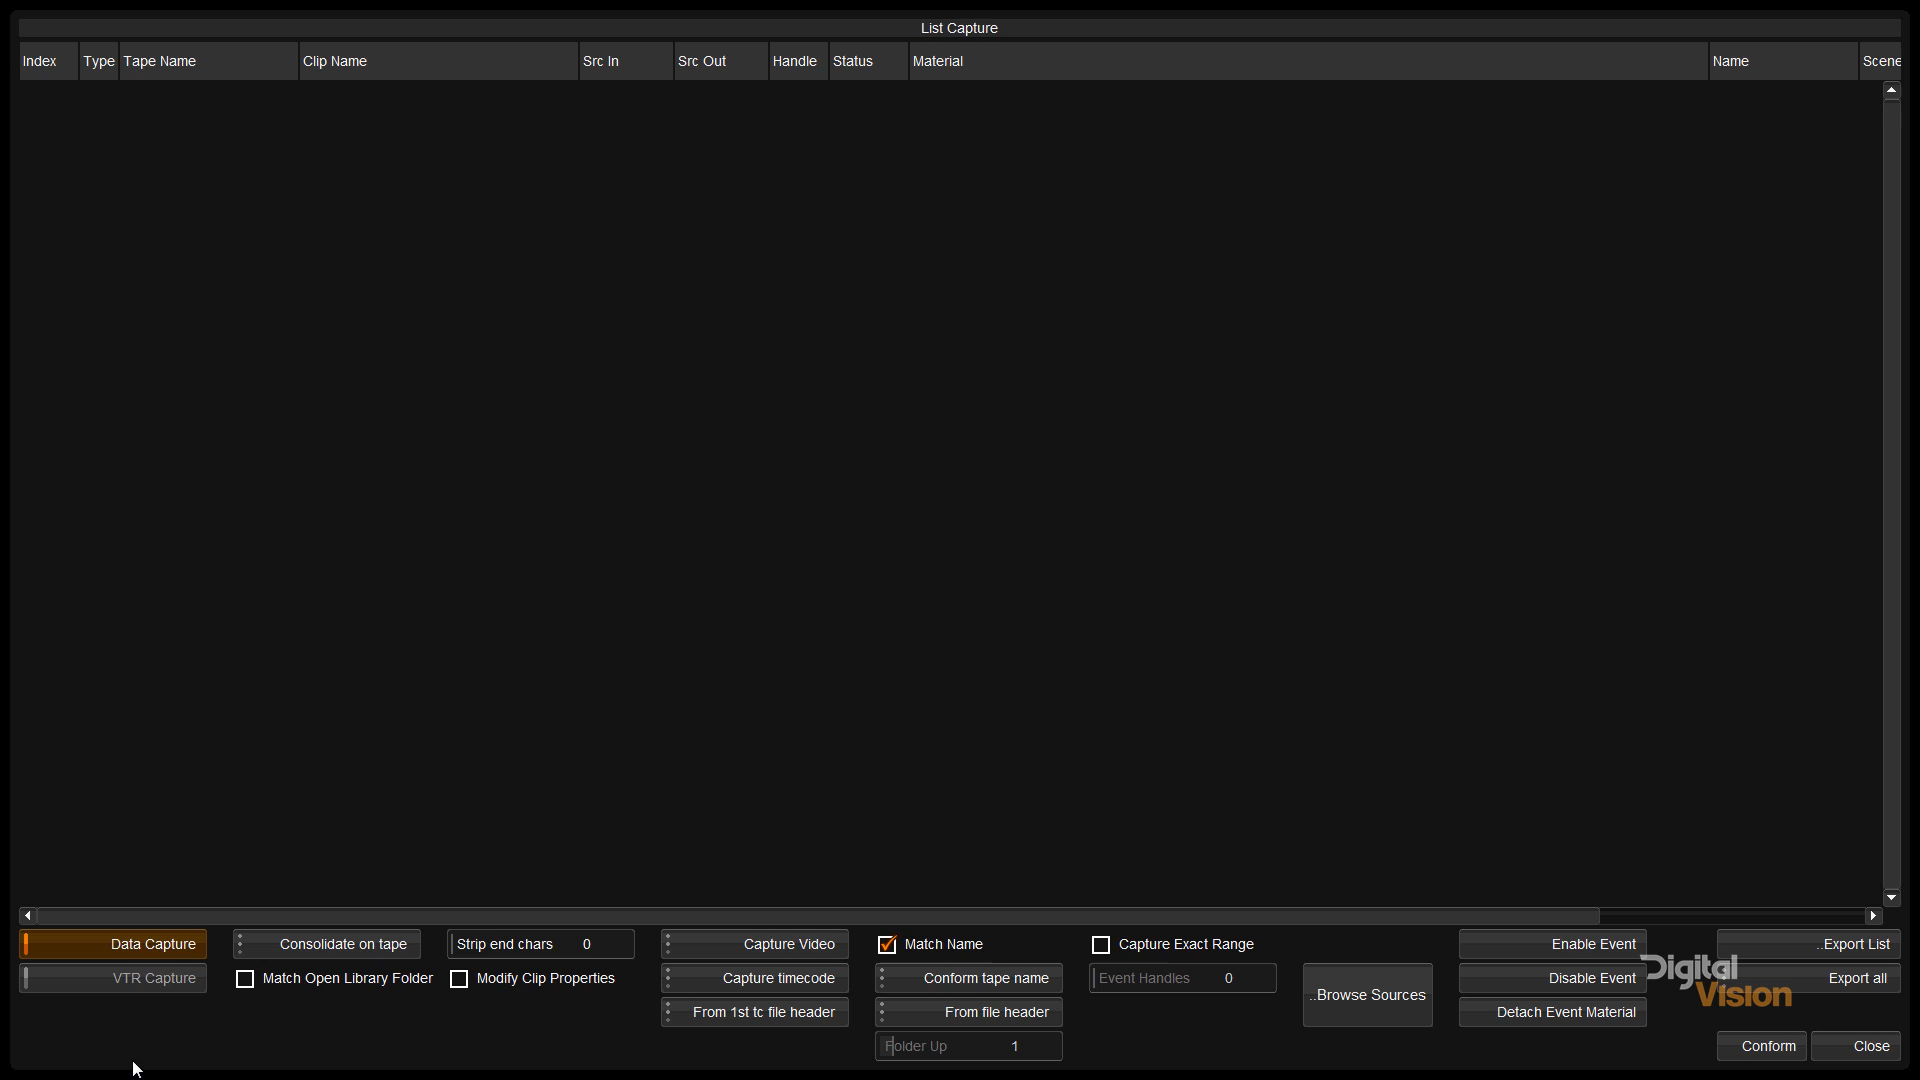 List Capture
Index Type Tape Name Clip Name Src In Src Out Handle Status Material Name Scene
Data Capture Consolidate on tape Strip end chars 0 Capture Video Match Name Capture Exact Range Enable Event ..Export List
VTR Capture Match Open Library Folder Modify Clip Properties Capture timecode Conform tape name Event Handles 0 Disable Event Export all
..Browse Sources
From 1st tc file header From file header Detach Event Material
Folder Up 1 Conform Close
Digital
Vision